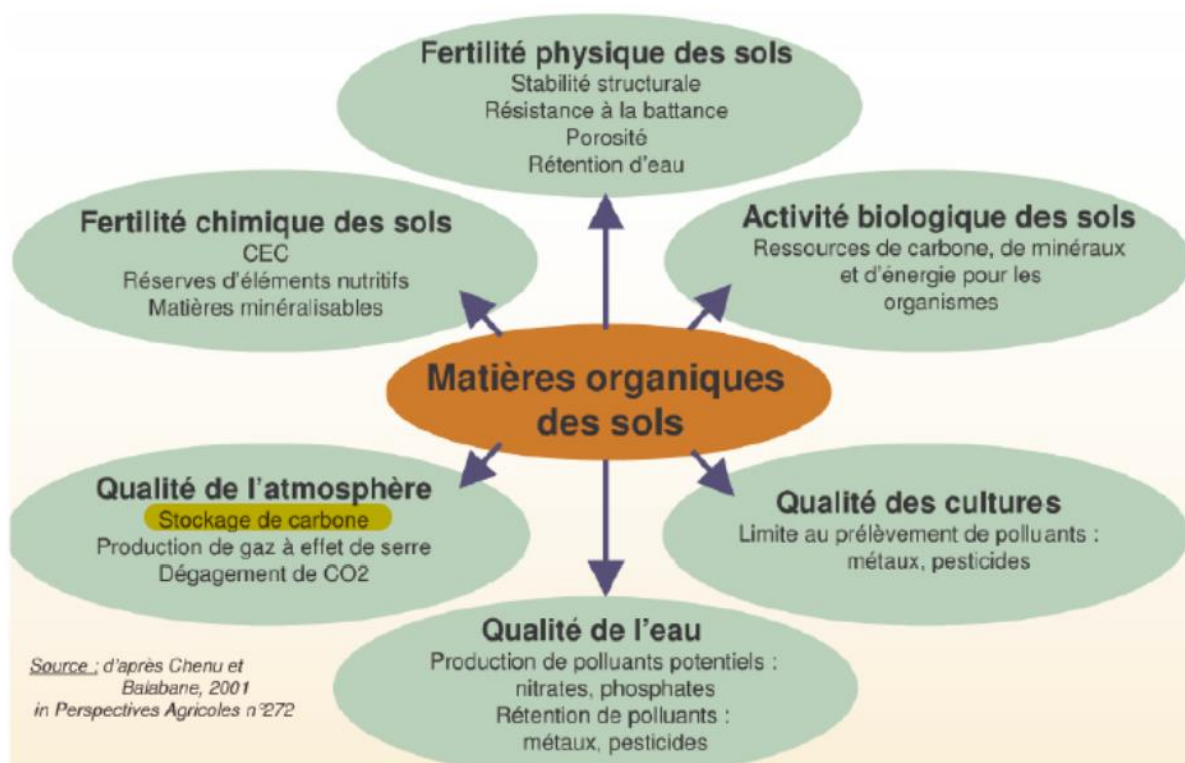 Fertilité physique des sols
Stabilité structurale
Résistance à la battance
Porosité
Rétention d'eau
Fertilité chimique des sols
CEC
Réserves d'éléments nutritifs
Matières minéralisables
Activité biologique des sols
Ressources de carbone, de minéraux
et d'énergie pour les
organismes
Matières organiques
des sols
Qualité de l'atmosphère
Stockage de carbone
Production de gaz à effet de serre
Dégagement de CO2
Qualité des cultures
Limite au prélèvement de polluants :
métaux, pesticides
Qualité de l'eau
Production de polluants potentiels :
nitrates, phosphates
Rétention de polluants :
métaux, pesticides
Source : d'après Chenu et
Balabane, 2001
in Perspectives Agricoles n°272